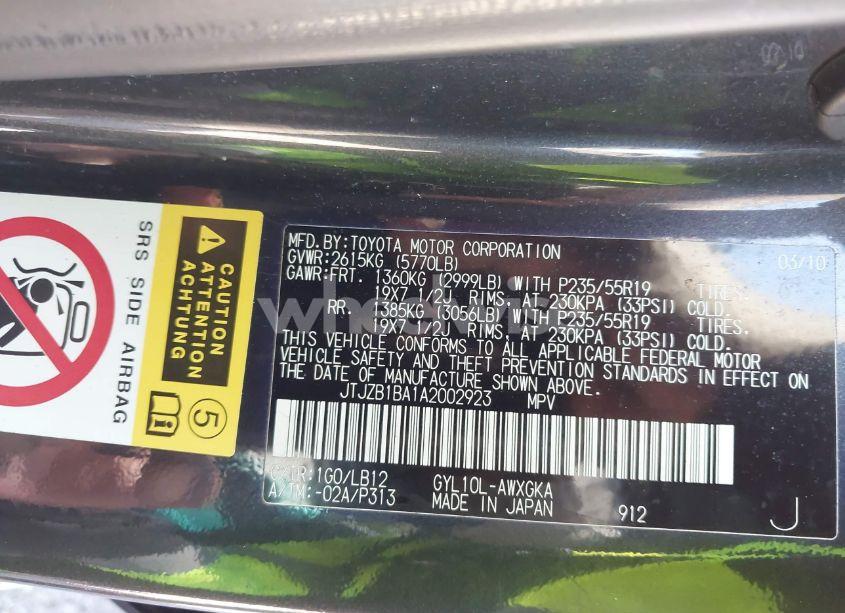 MFD.BY:TOYOTA MOTOR CORPORATION 03/10
GVWR:2615KG (5770LB)
GAWR:FRT. 1360KG (2999LB) WITH P235/55R19 TIRES.
19X7 1/2J RIMS. AT 230KPA (33PSI) COLD.
RR. 1385KG (3056LB) WITH P235/55R19 TIRES.
19X7 1/2J RIMS. AT 230KPA (33PSI) COLD.
THIS VEHICLE CONFORMS TO ALL APPLICABLE FEDERAL MOTOR
VEHICLE SAFETY AND THEFT PREVENTION STANDARDS IN EFFECT ON
THE DATE OF MANUFACTURE SHOWN ABOVE.
JTJZB1BA1A2002923 MPV
C/TR:1G0/LB12 GYL10L-AWXGKA
A/TM:-02A/P313 MADE IN JAPAN 912 J
SRS SIDE AIRBAG
CAUTION
ATTENTION
ACHTUNG
5